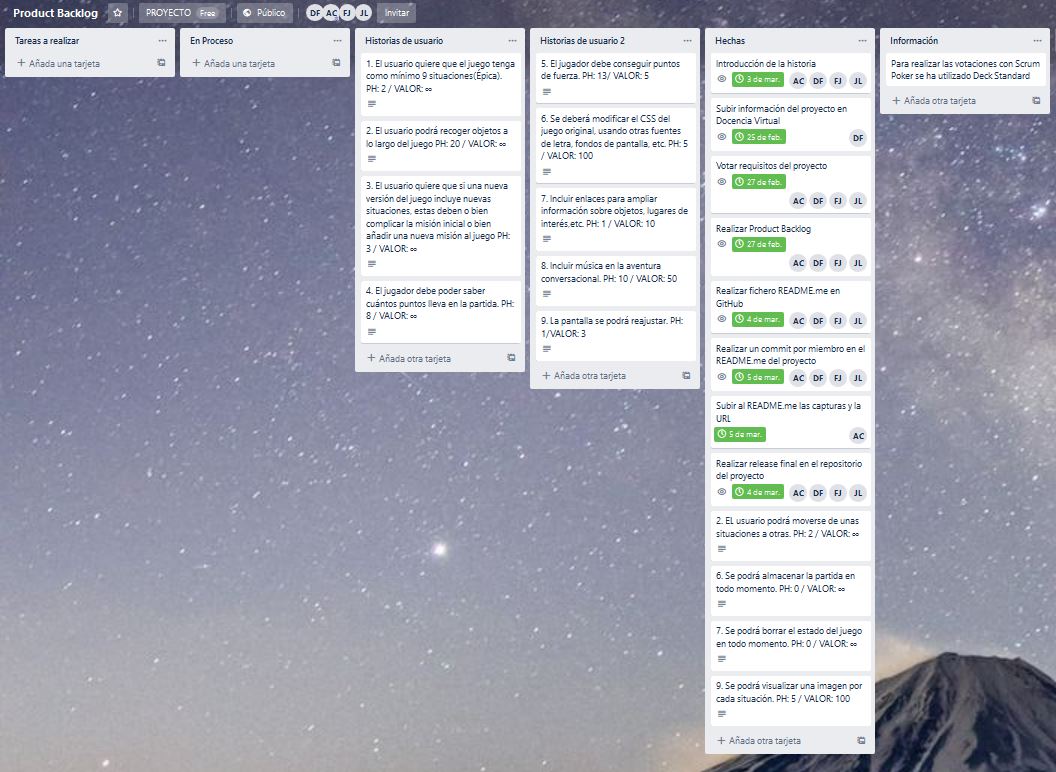 Product Backlog
PROYECTO Free
Público
DF AC FJ JL
Invitar
Tareas a realizar
Añada una tarjeta
En Proceso
Añada una tarjeta
Historias de usuario
1. El usuario quiere que el juego tenga
como mínimo 9 situaciones(Épica).
PH: 2 / VALOR: ∞
2. El usuario podrá recoger objetos a
lo largo del juego PH: 20 / VALOR: ∞
3. El usuario quiere que si una nueva
versión del juego incluye nuevas
situaciones, estas deben o bien
complicar la misión inicial o bien
añadir una nueva misión al juego PH:
3 / VALOR: ∞
4. El jugador debe poder saber
cuántos puntos lleva en la partida. PH:
8 / VALOR: ∞
Añada otra tarjeta
Historias de usuario 2
5. El jugador debe conseguir puntos
de fuerza. PH: 13/ VALOR: 5
6. Se deberá modificar el CSS del
juego original, usando otras fuentes
de letra, fondos de pantalla, etc. PH: 5
/ VALOR: 100
7. Incluir enlaces para ampliar
información sobre objetos, lugares de
interés,etc. PH: 1 / VALOR: 10
8. Incluir música en la aventura
conversacional. PH: 10 / VALOR: 50
9. La pantalla se podrá reajustar. PH:
1/VALOR: 3
Añada otra tarjeta
Hechas
Introducción de la historia
3 de mar. AC DF FJ JL
Subir información del proyecto en
Docencia Virtual
25 de feb. DF
Votar requisitos del proyecto
27 de feb.
AC DF FJ JL
Realizar Product Backlog
27 de feb.
AC DF FJ JL
Realizar fichero README.me en
GitHub
4 de mar. AC DF FJ JL
Realizar un commit por miembro en el
README.me del proyecto
5 de mar. AC DF FJ JL
Subir al README.me las capturas y la
URL
5 de mar. AC
Realizar release final en el repositorio
del proyecto
4 de mar. AC DF FJ JL
2. EL usuario podrá moverse de unas
situaciones a otras. PH: 2 / VALOR: ∞
6. Se podrá almacenar la partida en
todo momento. PH: 0 / VALOR: ∞
7. Se podrá borrar el estado del juego
en todo momento. PH: 0 / VALOR: ∞
9. Se podrá visualizar una imagen por
cada situación. PH: 5 / VALOR: 100
Añada otra tarjeta
Información
Para realizar las votaciones con Scrum
Poker se ha utilizado Deck Standard
Añada otra tarjeta